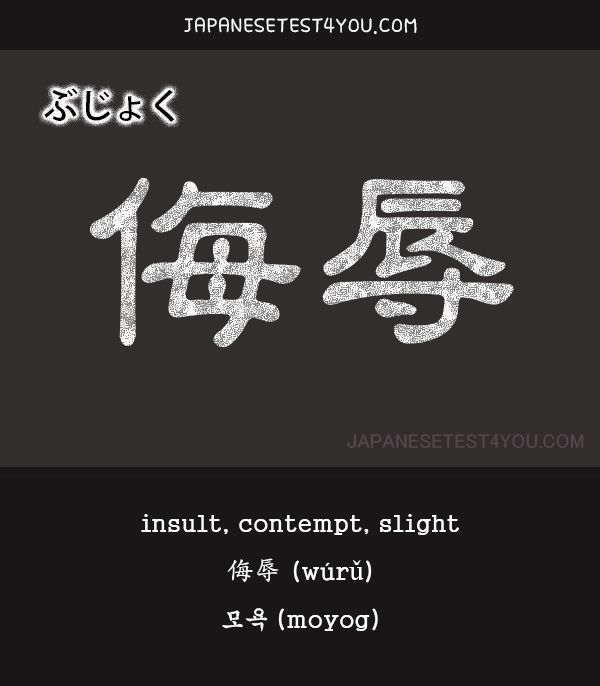 JAPANESETEST4YOU.COM
ぶじょく
侮辱
JAPANESETEST4YOU.COM
insult, contempt, slight
侮辱 (wúrǔ)
모욕 (moyog)